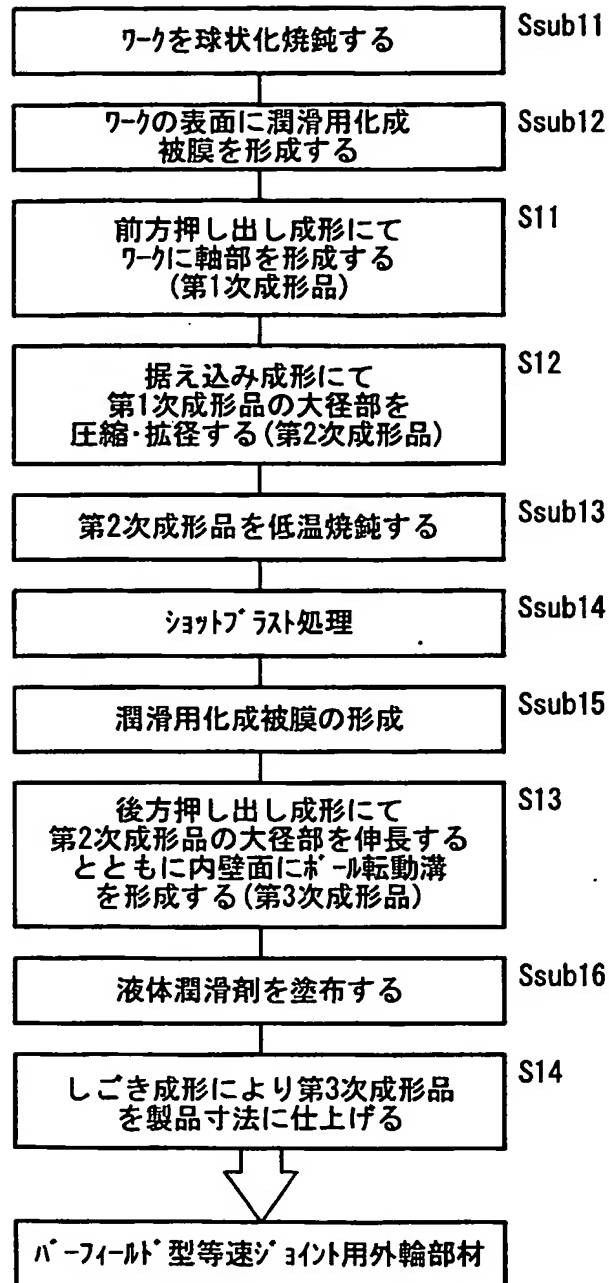 ﾜｰｸを球状化焼鈍する
Ssub11
ﾜｰｸの表面に潤滑用化成
被膜を形成する
Ssub12
前方押し出し成形にて
ﾜｰｸに軸部を形成する
(第1次成形品)
S11
据え込み成形にて
第1次成形品の大径部を
圧縮･拡径する(第2次成形品)
S12
第2次成形品を低温焼鈍する
Ssub13
ｼｮｯﾄﾌﾞﾗｽﾄ処理
Ssub14
潤滑用化成被膜の形成
Ssub15
後方押し出し成形にて
第2次成形品の大径部を伸長する
とともに内壁面にﾎﾞｰﾙ転動溝
を形成する(第3次成形品)
S13
液体潤滑剤を塗布する
Ssub16
しごき成形により第3次成形品
を製品寸法に仕上げる
S14
ﾊﾞｰﾌｨｰﾙﾄﾞ型等速ｼﾞｮｲﾝﾄ用外輪部材